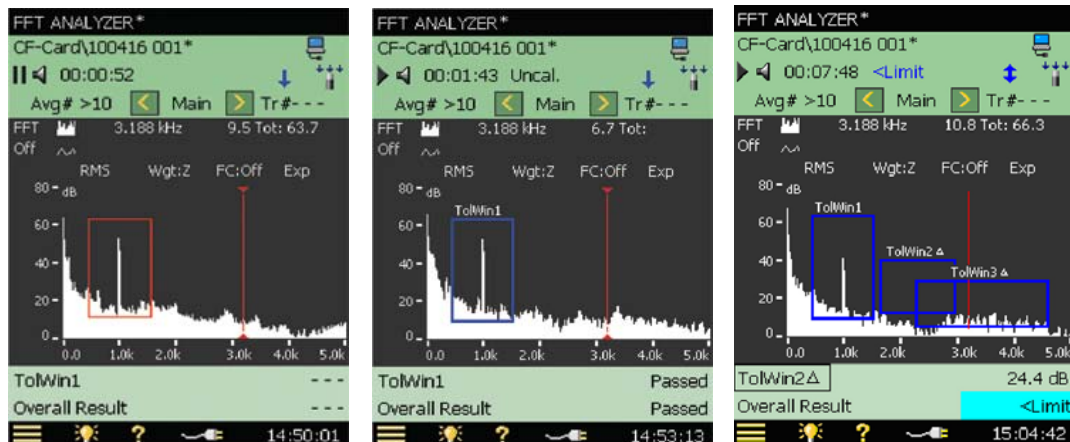 FFT ANALYZER*
CF-Card\100416 001*
00:00:52
Avg# >10 < Main > Tr#- - -
FFT 3.188 kHz 9.5 Tot: 63.7
Off
RMS Wgt:Z FC:Off Exp
80
dB
60
40
20
0
0.0 1.0k 2.0k 3.0k 4.0k 5.0k
TolWin1 - - -
Overall Result - - -
? 14:50:01
FFT ANALYZER*
CF-Card\100416 001*
00:01:43 Uncal.
Avg# >10 < Main > Tr#- - -
FFT 3.188 kHz 6.7 Tot:
Off
RMS Wgt:Z FC:Off Exp
80
dB
TolWin1
60
40
20
0
0.0 1.0k 2.0k 3.0k 4.0k 5.0k
TolWin1 Passed
Overall Result Passed
? 14:53:13
FFT ANALYZER*
CF-Card\100416 001*
00:07:48 <Limit
Avg# >10 < Main > Tr#- - -
FFT 3.188 kHz 10.8 Tot: 66.3
Off
RMS Wgt:Z FC:Off Exp
80
dB
TolWin1
60
TolWin2 Δ
40
TolWin3 Δ
20
0
0.0 1.0k 2.0k 3.0k 4.0k 5.0k
TolWin2Δ 24.4 dB
Overall Result <Limit
? 15:04:42